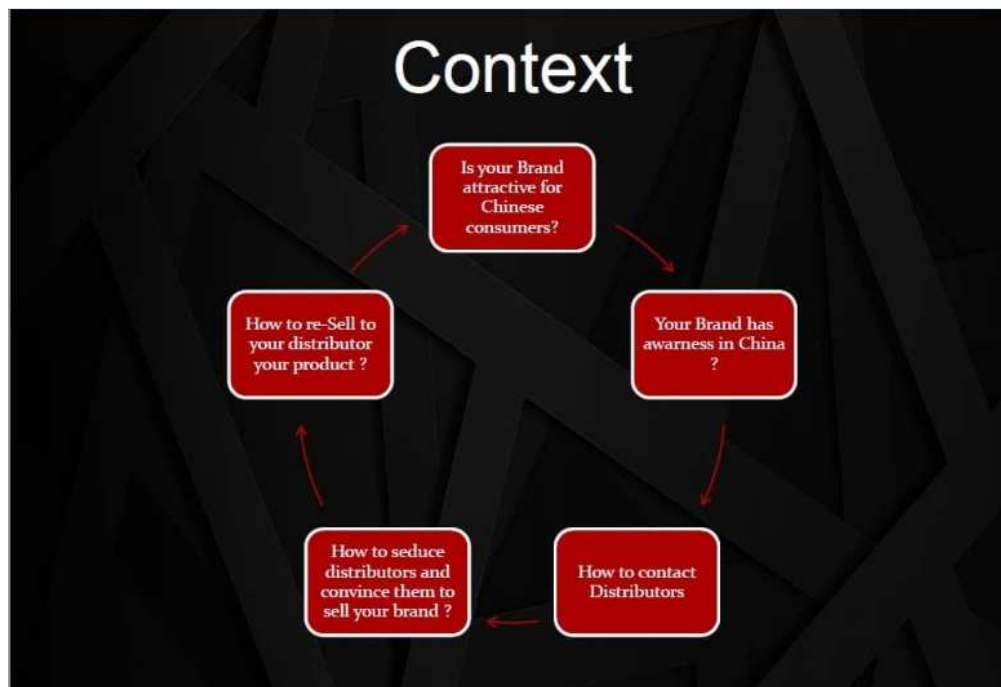 Context
Is your Brand
attractive for
Chinese
consumers?
Your Brand has
awarness in China
?
How to contact
Distributors
How to seduce
distributors and
convince them to
sell your brand ?
How to re-Sell to
your distributor
your product ?